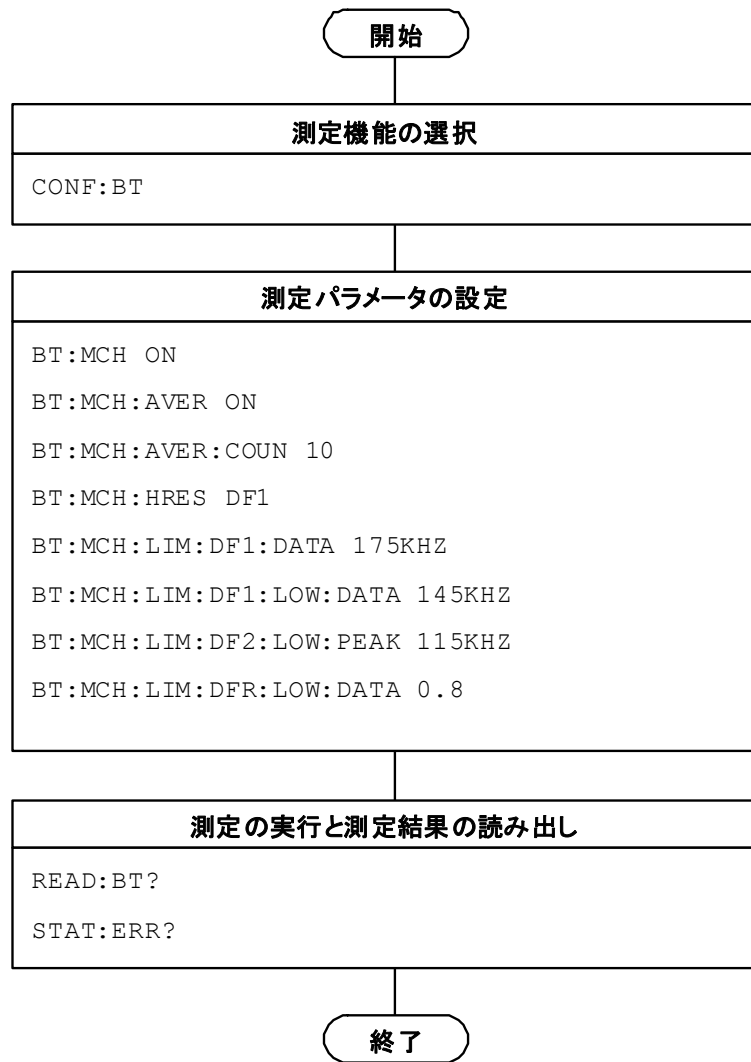 開始
測定機能の選択
CONF:BT
測定パラメータの設定
BT:MCH ON
BT:MCH:AVER ON
BT:MCH:AVER:COUN 10
BT:MCH:HRES DF1
BT:MCH:LIM:DF1:DATA 175KHZ
BT:MCH:LIM:DF1:LOW:DATA 145KHZ
BT:MCH:LIM:DF2:LOW:PEAK 115KHZ
BT:MCH:LIM:DFR:LOW:DATA 0.8
測定の実行と測定結果の読み出し
READ:BT?
STAT:ERR?
終了